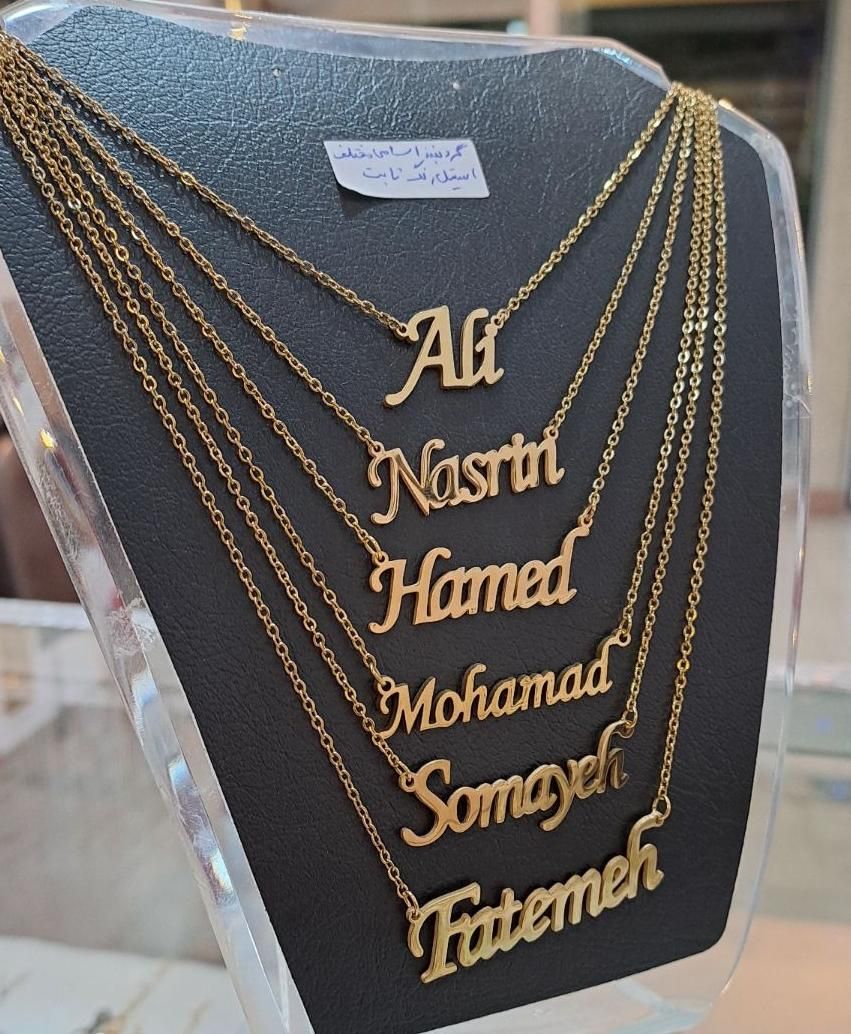 گردنبند اسامی مختلف
استیل رنگ ثابت
Ali
Nasrin
Hamed
Mohamad
Somayeh
Fatemeh